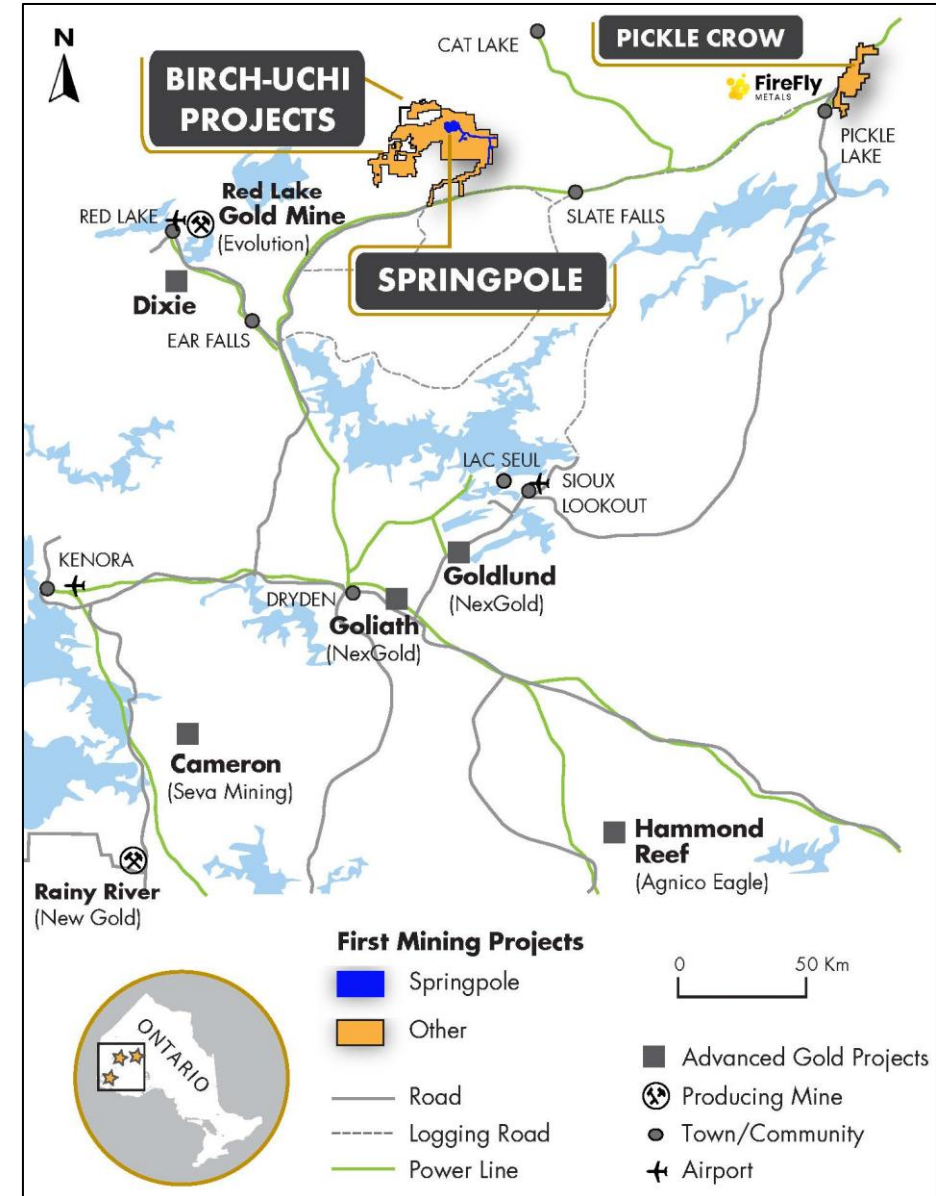 N
CAT LAKE
PICKLE CROW
BIRCH-UCHI
PROJECTS
FireFly
METALS
PICKLE
LAKE
Red Lake
Gold Mine
(Evolution)
RED LAKE
SLATE FALLS
SPRINGPOLE
Dixie
EAR FALLS
LAC SEUL
SIOUX
LOOKOUT
KENORA
Goldlund
(NexGold)
DRYDEN
Goliath
(NexGold)
Cameron
(Seva Mining)
Hammond
Reef
(Agnico Eagle)
Rainy River
(New Gold)
First Mining Projects
Springpole
Other
0 50 Km
ONTARIO
Road
Logging Road
Power Line
Advanced Gold Projects
Producing Mine
Town/Community
Airport